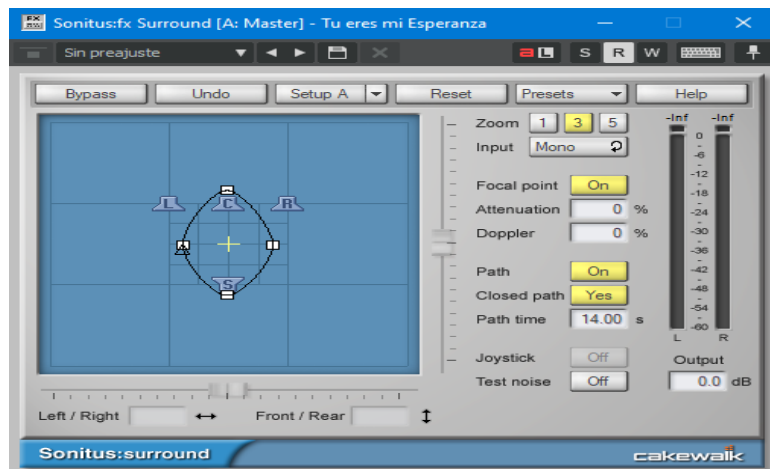 Sonitus:fx Surround [A: Master] - Tu eres mi Esperanza
Sin preajuste
a L S R W
Bypass Undo Setup A Reset Presets Help
-Inf -Inf
L C R
S
Zoom 1 3 5
Input Mono
Focal point On
Attenuation 0 %
Doppler 0 %
Path On
Closed path Yes
Path time 14.00 s
Joystick Off
Test noise Off
0
-6
-12
-18
-24
-30
-36
-42
-48
-54
-60
L R
Output
0.0 dB
Left / Right Front / Rear
Sonitus:surround cakewalk